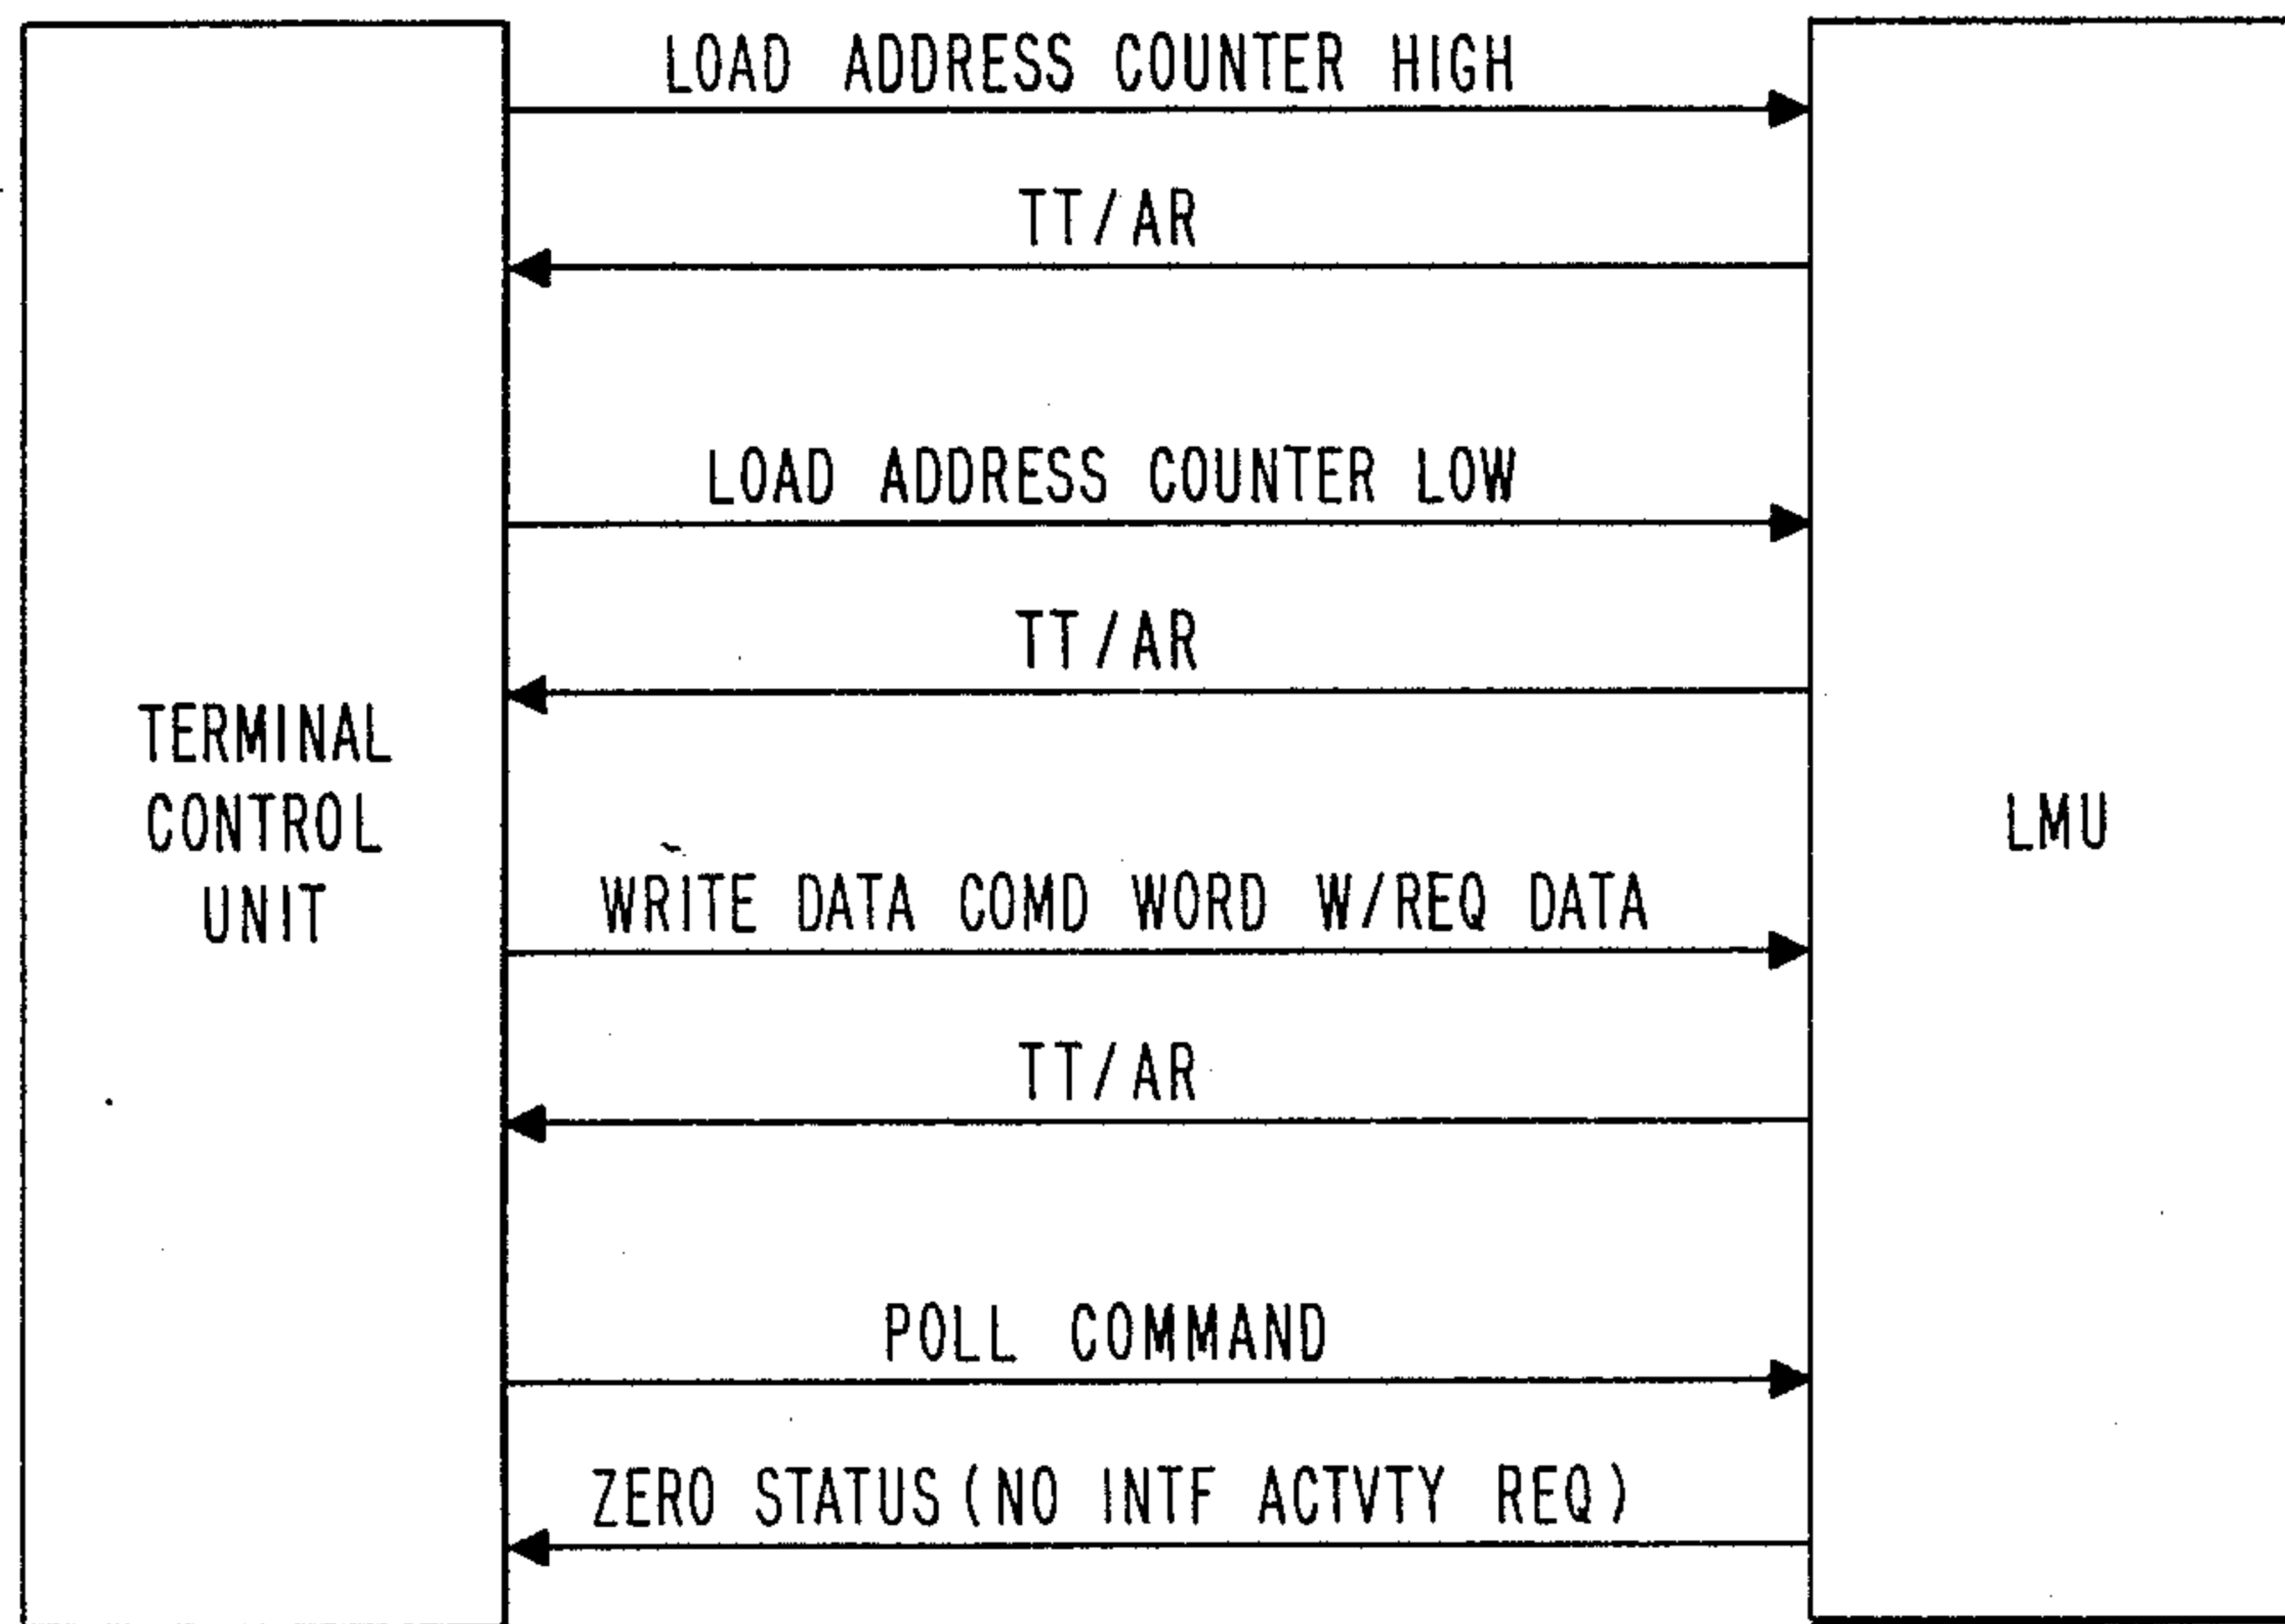 LOAD ADDRESS COUNTER HIGH
TT/AR
LOAD ADDRESS COUNTER LOW
TT/AR
TERMINAL
CONTROL
UNIT
LMU
WRITE DATA COMD WORD W/REQ DATA
TT/AR
POLL COMMAND
ZERO STATUS (NO INTF ACTVTY REQ)